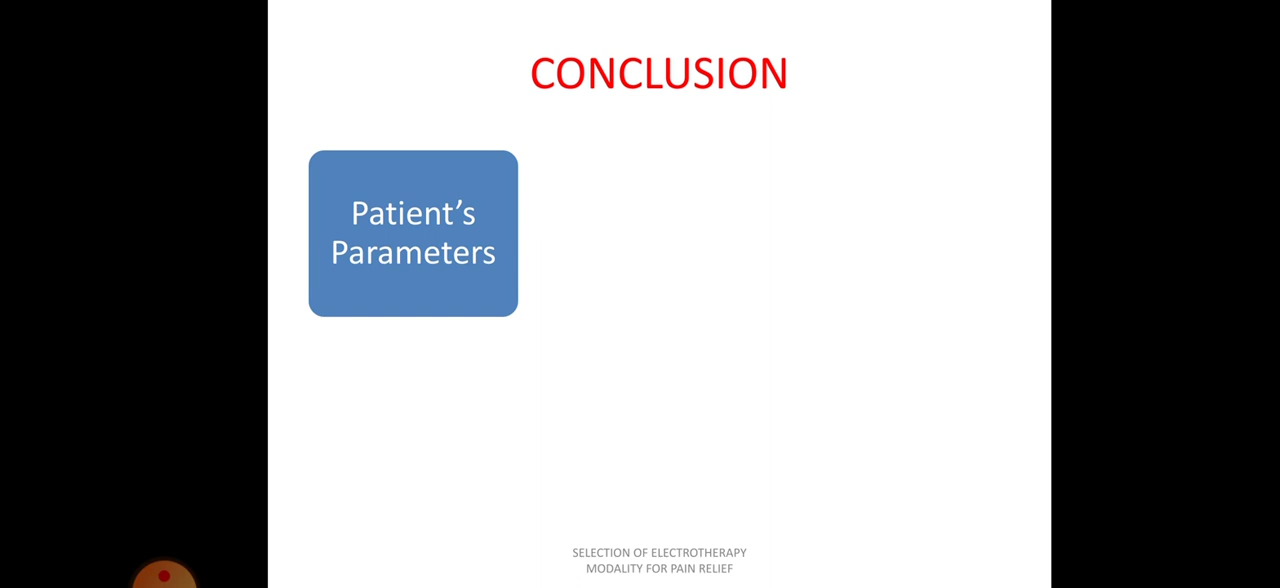 CONCLUSION
Patient’s
Parameters
SELECTION OF ELECTROTHERAPY
MODALITY FOR PAIN RELIEF